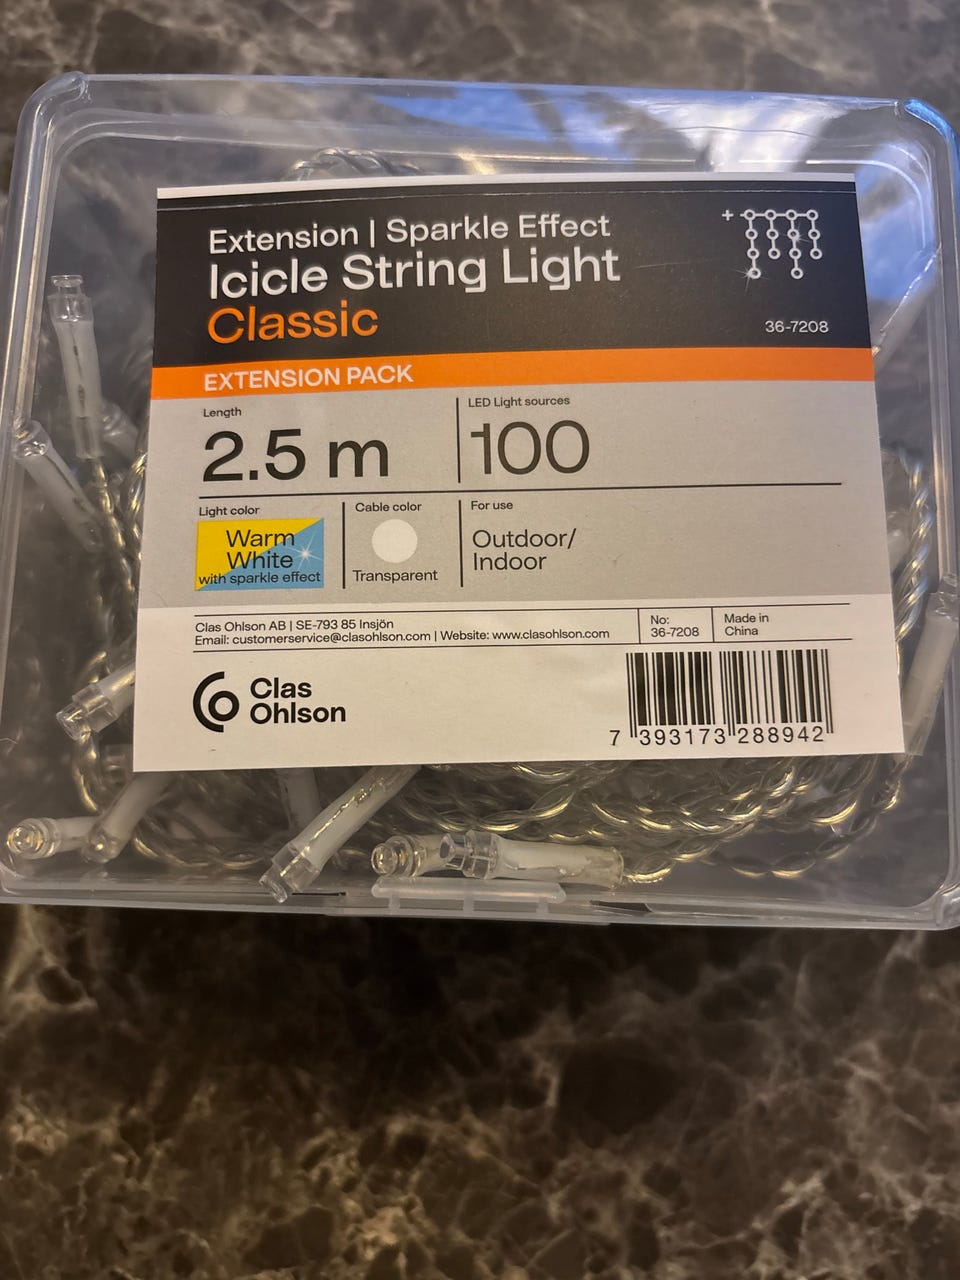 Extension | Sparkle Effect
Icicle String Light
Classic
36-7208
EXTENSION PACK
Length
2.5 m
LED Light sources
100
Light color
Warm
White
with sparkle effect
Cable color
Transparent
For use
Outdoor/
Indoor
Clas Ohlson AB | SE-793 85 Insjön
Email: customerservice@clasohlson.com | Website: www.clasohlson.com
No:
36-7208
Made in
China
Clas
Ohlson
7 393173 288942